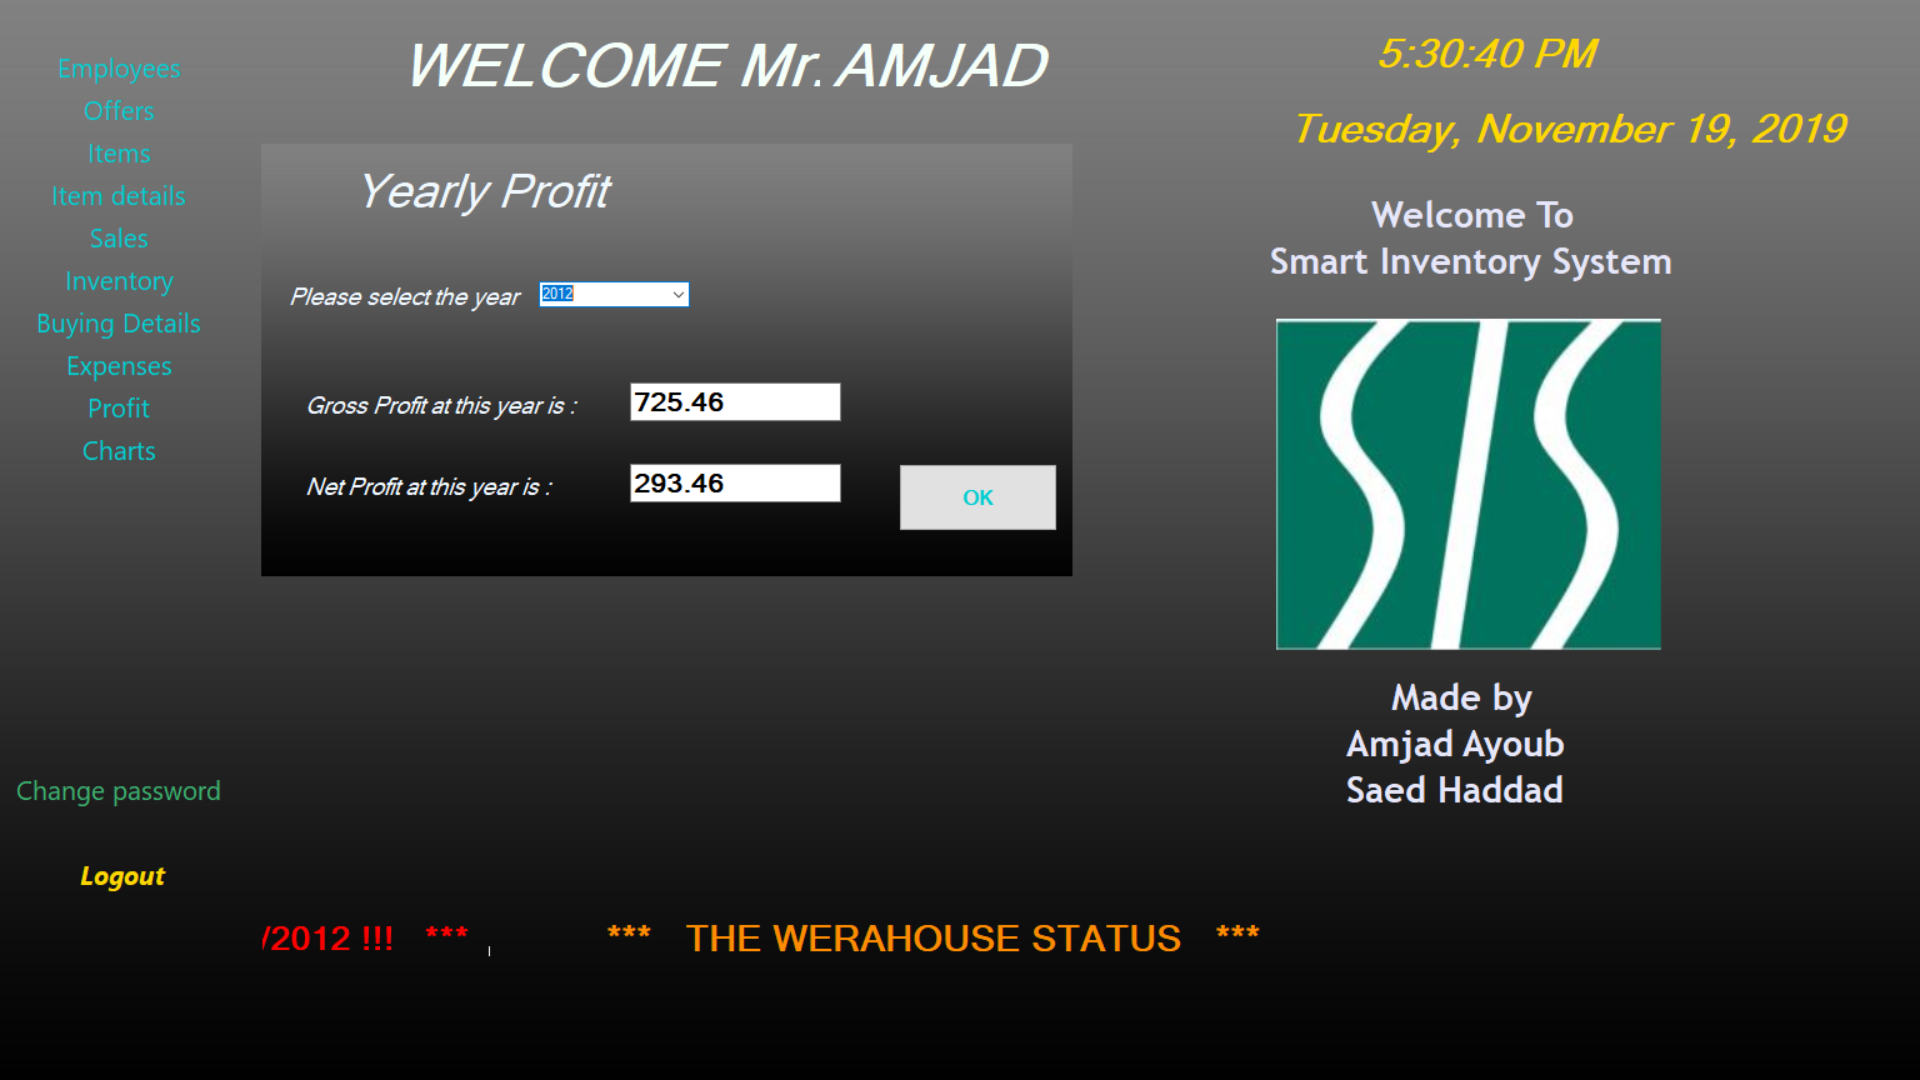 WELCOME Mr. AMJAD
5:30:40 PM
Tuesday, November 19, 2019
Employees
Offers
Items
Item details
Sales
Inventory
Buying Details
Expenses
Profit
Charts
Change password
Logout
Yearly Profit
Please select the year 2012
Gross Profit at this year is : 725.46
Net Profit at this year is : 293.46
OK
Welcome To
Smart Inventory System
SIS
Made by
Amjad Ayoub
Saed Haddad
/2012 !!! *** *** THE WERAHOUSE STATUS ***